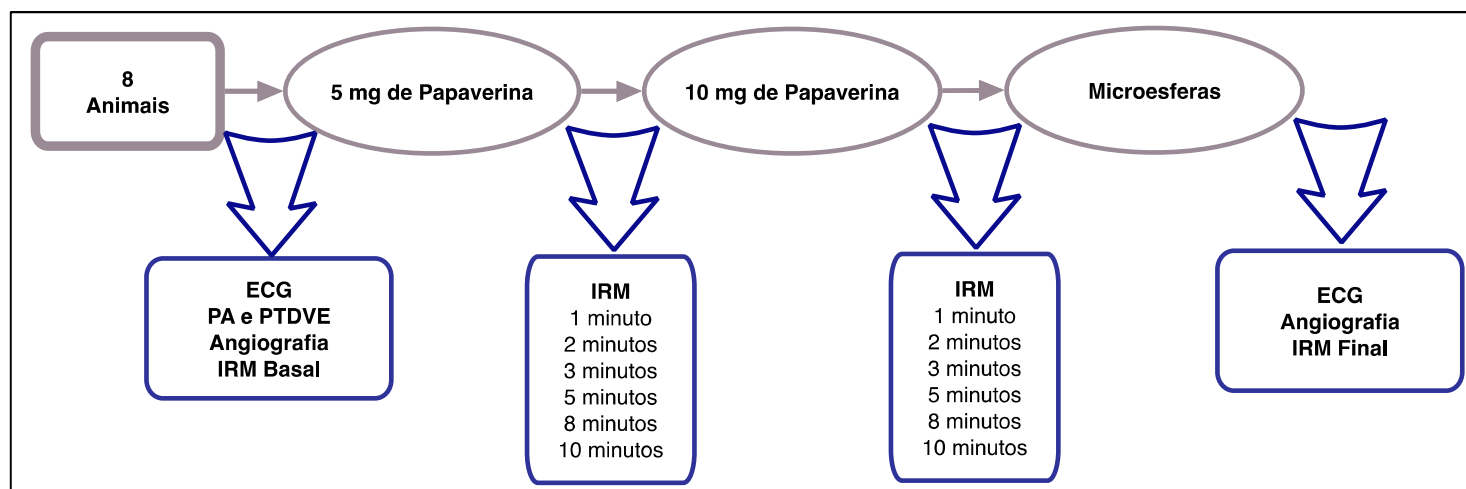 8
Animais
5 mg de Papaverina
10 mg de Papaverina
Microesferas
ECG
PA e PTDVE
Angiografia
IRM Basal
IRM
1 minuto
2 minutos
3 minutos
5 minutos
8 minutos
10 minutos
IRM
1 minuto
2 minutos
3 minutos
5 minutos
8 minutos
10 minutos
ECG
Angiografia
IRM Final